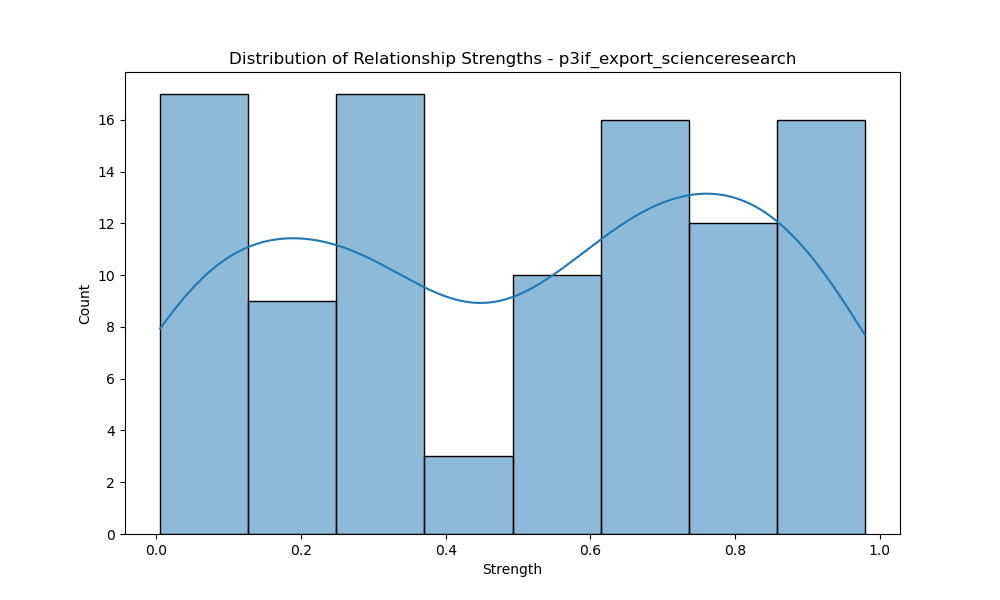 Distribution of Relationship Strengths - p3if_export_scienceresearch
16
14
12
10
8
6
4
2
0
Count
0.0 0.2 0.4 0.6 0.8 1.0
Strength